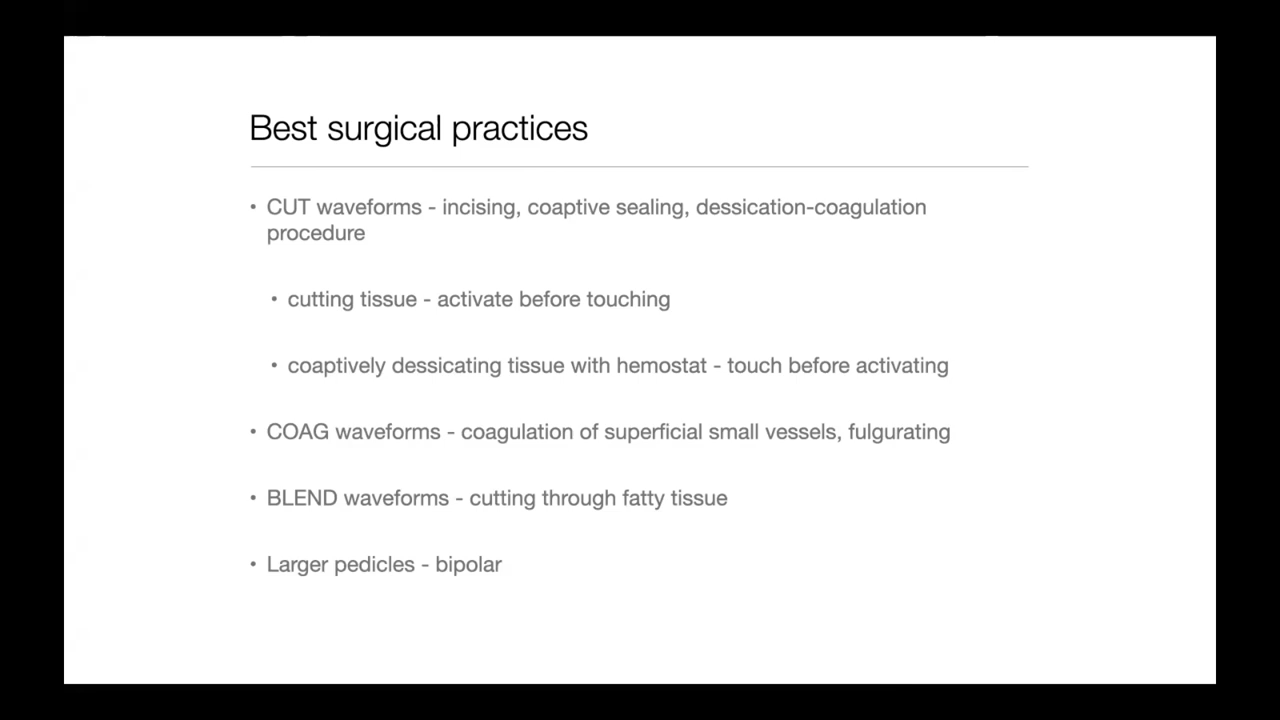 Best surgical practices
• CUT waveforms - incising, coaptive sealing, dessication-coagulation
procedure
• cutting tissue - activate before touching
• coaptively dessicating tissue with hemostat - touch before activating
• COAG waveforms - coagulation of superficial small vessels, fulgurating
• BLEND waveforms - cutting through fatty tissue
• Larger pedicles - bipolar